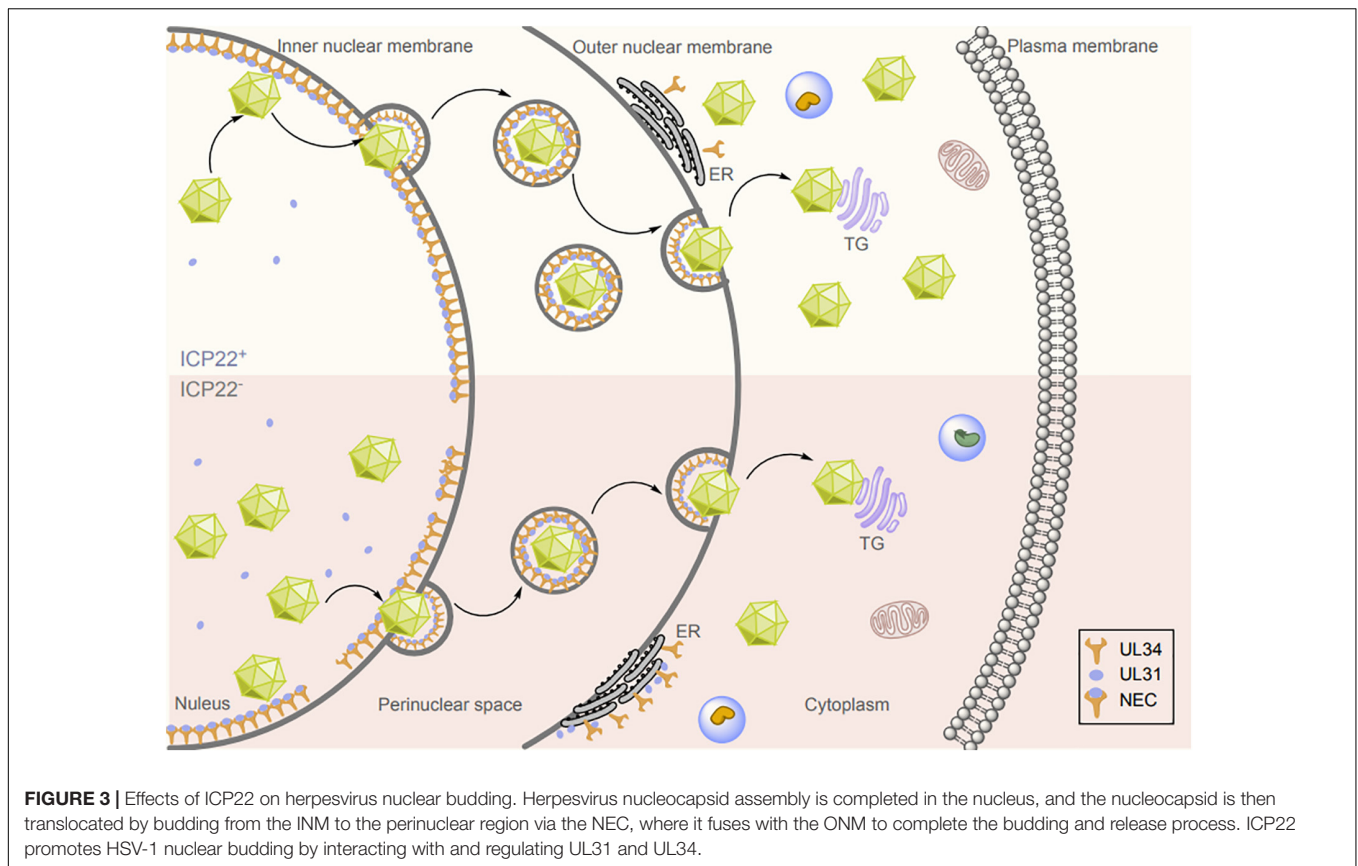 Inner nuclear membrane
Outer nuclear membrane
Plasma membrane
ER
TG
ICP22+
ICP22-
TG
ER
Nuleus
Perinuclear space
Cytoplasm
UL34
UL31
NEC
FIGURE 3 | Effects of ICP22 on herpesvirus nuclear budding. Herpesvirus nucleocapsid assembly is completed in the nucleus, and the nucleocapsid is then
translocated by budding from the INM to the perinuclear region via the NEC, where it fuses with the ONM to complete the budding and release process. ICP22
promotes HSV-1 nuclear budding by interacting with and regulating UL31 and UL34.